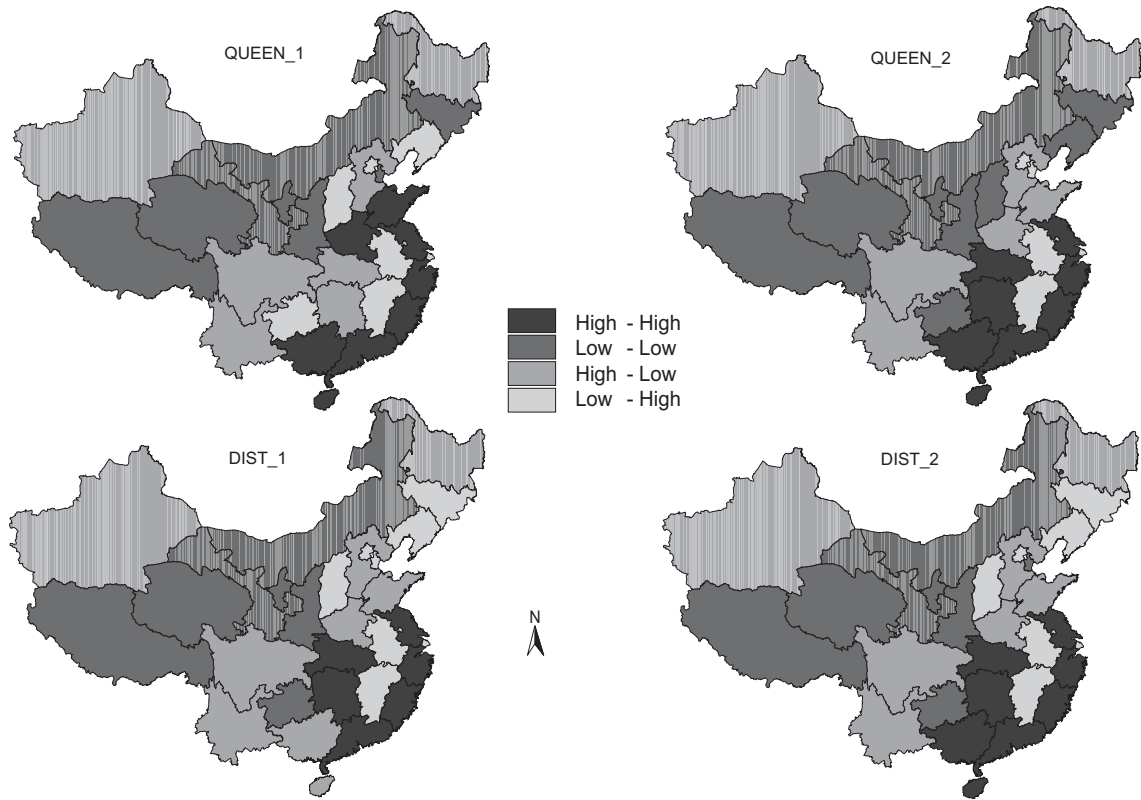 QUEEN_1
QUEEN_2
High - High
Low - Low
High - Low
Low - High
DIST_1
DIST_2
N